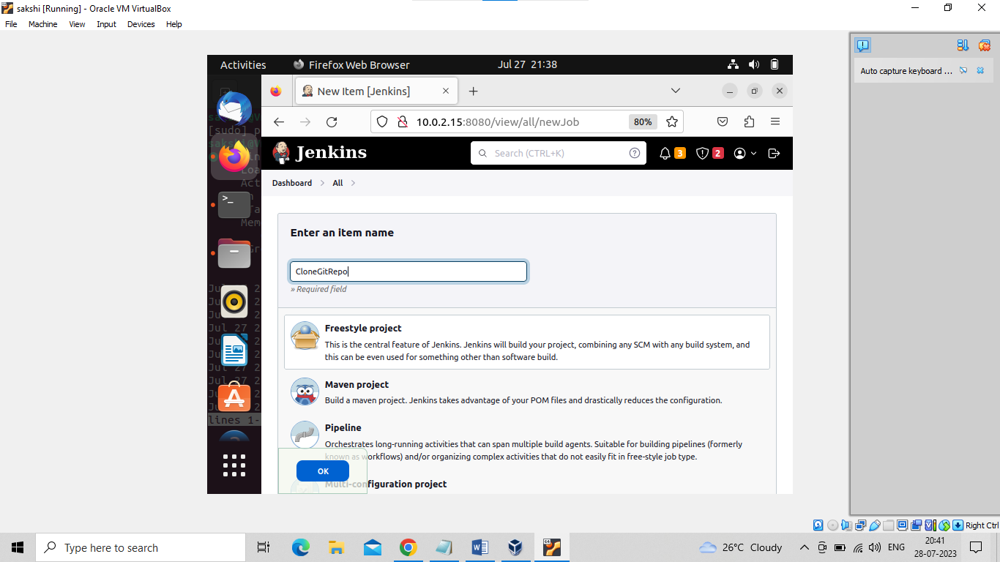 sakshi [Running] - Oracle VM VirtualBox
File Machine View Input Devices Help
Activities Firefox Web Browser Jul 27 21:38
New Item [Jenkins]
10.0.2.15:8080/view/all/newJob 80%
Jenkins Search (CTRL+K) 3 2
Dashboard All
Enter an item name
CloneGitRepo
» Required field
Freestyle project
This is the central feature of Jenkins. Jenkins will build your project, combining any SCM with any build system, and
this can be even used for something other than software build.
Maven project
Build a maven project. Jenkins takes advantage of your POM files and drastically reduces the configuration.
Pipeline
Orchestrates long-running activities that can span multiple build agents. Suitable for building pipelines (formerly
known as workflows) and/or organizing complex activities that do not easily fit in free-style job type.
OK
Multi-configuration project
[sudo] p
Jul 27 2
lines 1-
Auto capture keyboard ...
Right Ctrl
Type here to search
26°C Cloudy
ENG
20:41
28-07-2023